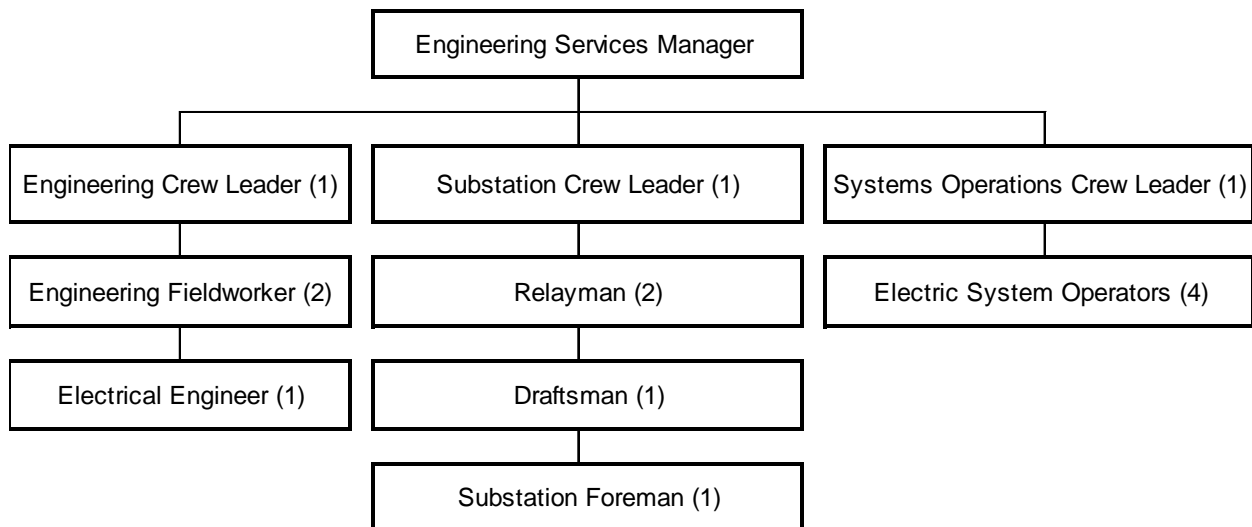 Engineering Services Manager
Engineering Crew Leader (1)
Substation Crew Leader (1)
Systems Operations Crew Leader (1)
Engineering Fieldworker (2)
Relayman (2)
Electric System Operators (4)
Electrical Engineer (1)
Draftsman (1)
Substation Foreman (1)